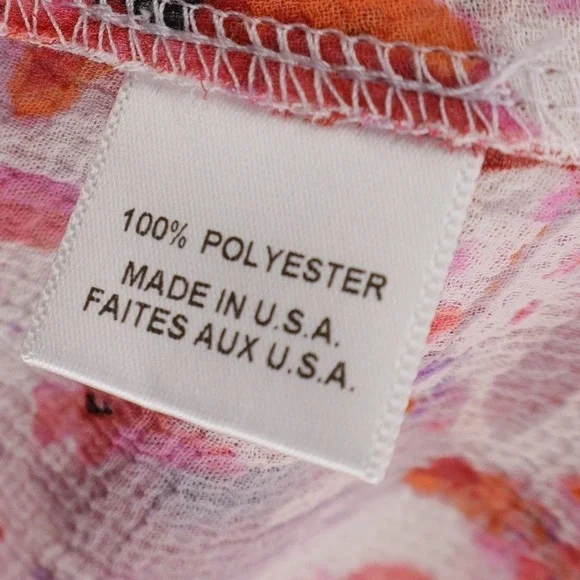 100% POLYESTER
MADE IN U.S.A.
FAITES AUX U.S.A.